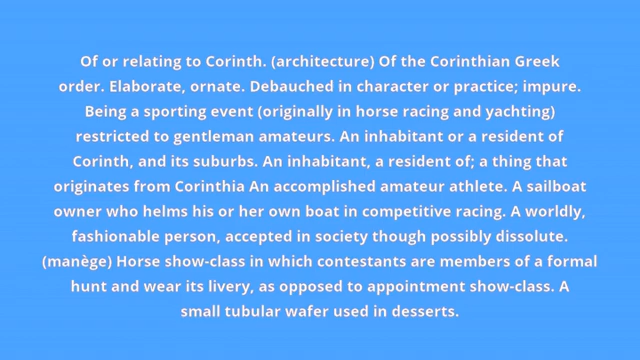 Of or relating to Corinth. (architecture) Of the Corinthian Greek
order. Elaborate, ornate. Debauched in character or practice; impure.
Being a sporting event (originally in horse racing and yachting)
restricted to gentleman amateurs. An inhabitant or a resident of
Corinth, and its suburbs. An inhabitant, a resident of; a thing that
originates from Corinthia An accomplished amateur athlete. A sailboat
owner who helms his or her own boat in competitive racing. A worldly,
fashionable person, accepted in society though possibly dissolute.
(manège) Horse show-class in which contestants are members of a formal
hunt and wear its livery, as opposed to appointment show-class. A
small tubular wafer used in desserts.